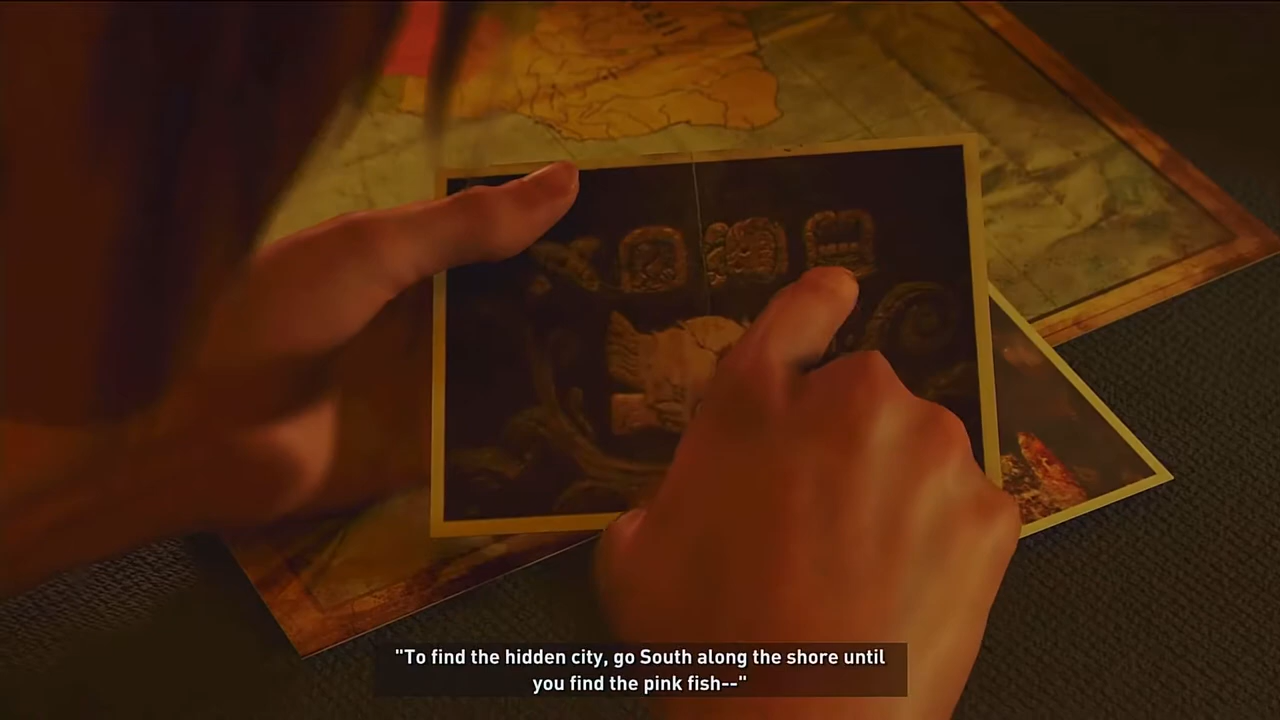 "To find the hidden city, go South along the shore until
you find the pink fish--"